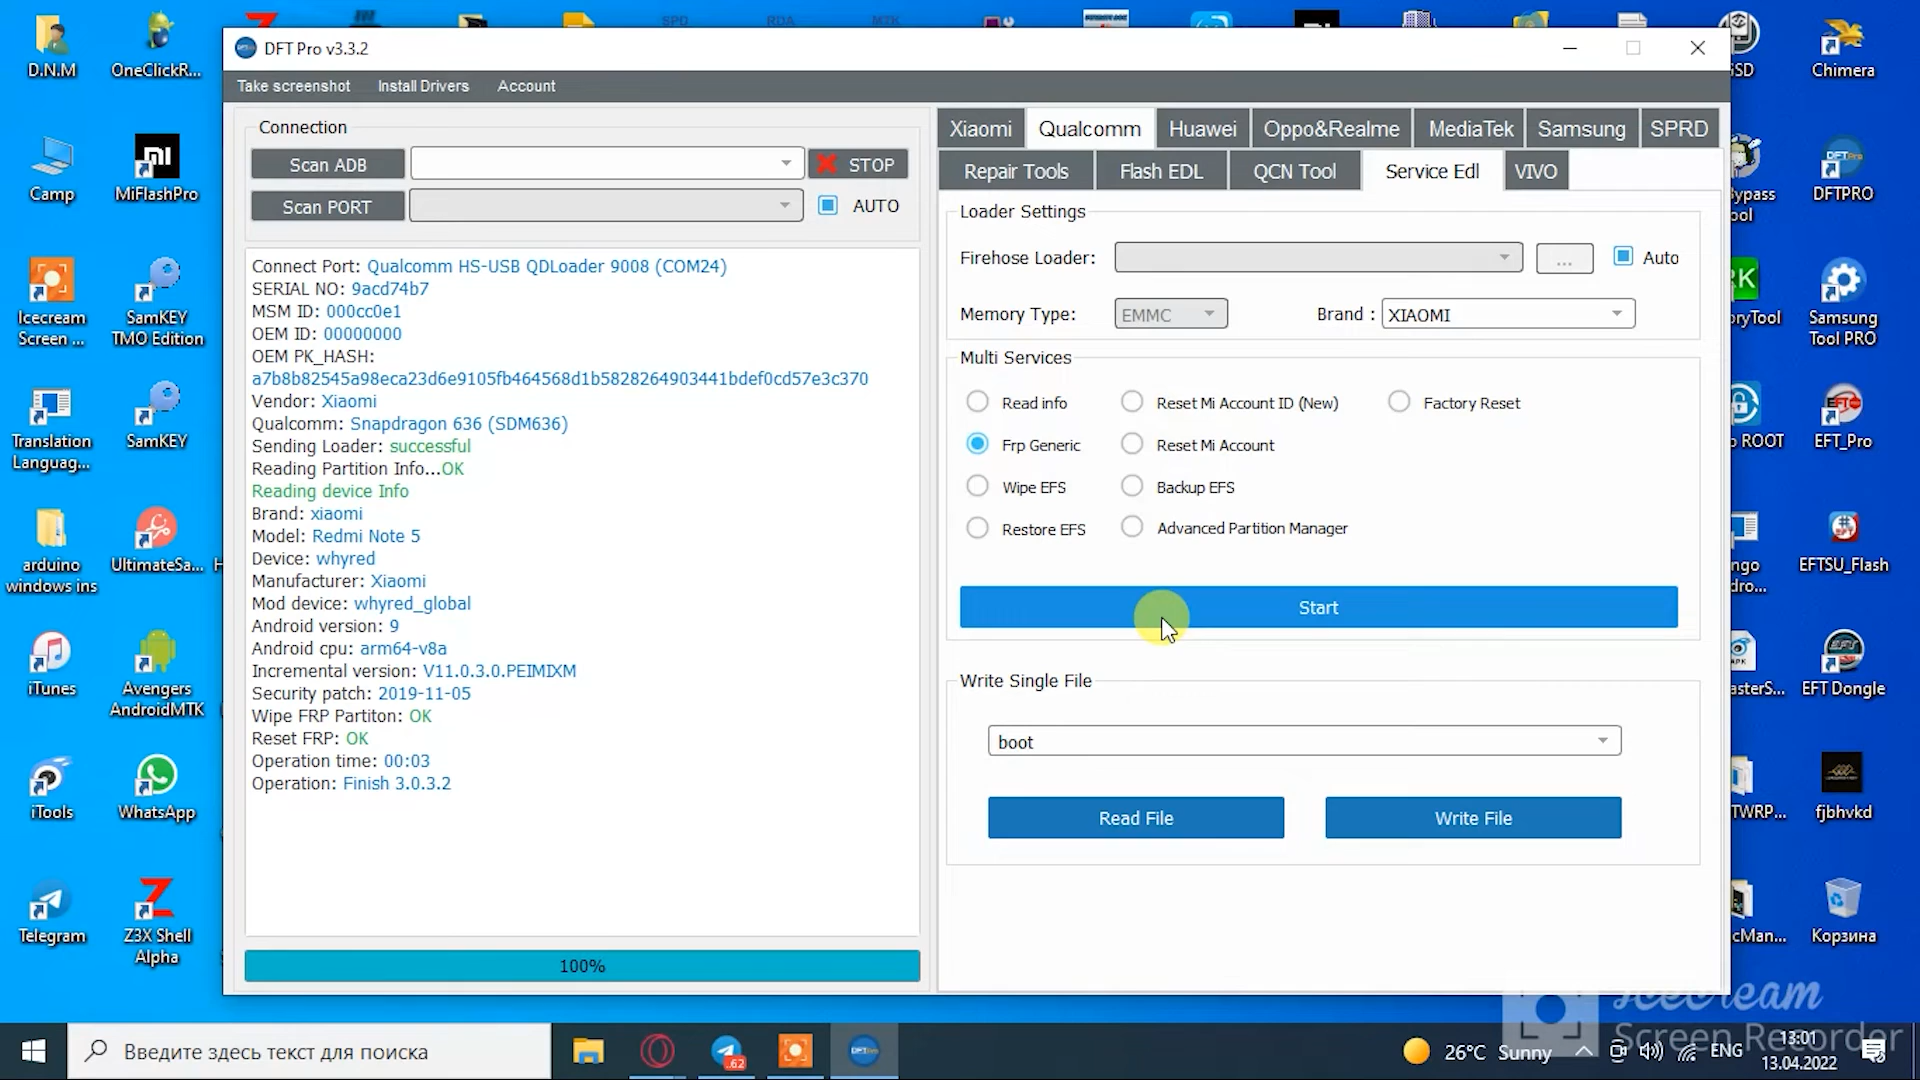 SPD
RDA
MTK
D.N.M
OneClickR...
GSD
Chimera
Camp
MiFlashPro
DFTPRO
Icecream
Screen ...
SamKEY
TMO Edition
Samsung
Tool PRO
Translation
Languag...
SamKEY
ROOT
EFT_Pro
arduino
windows ins
UltimateSa...
EFTSU_Flash
iTunes
Avengers
AndroidMTK
EFT Dongle
iTools
WhatsApp
TWRP...
fjbhvkd
Telegram
Z3X Shell
Alpha
Корзина
DFT Pro v3.3.2
Take screenshot
Install Drivers
Account
Connection
Scan ADB
STOP
Scan PORT
AUTO
Connect Port: Qualcomm HS-USB QDLoader 9008 (COM24)
SERIAL NO: 9acd74b7
MSM ID: 000cc0e1
OEM ID: 00000000
OEM PK_HASH:
a7b8b82545a98eca23d6e9105fb464568d1b5828264903441bdef0cd57e3c370
Vendor: Xiaomi
Qualcomm: Snapdragon 636 (SDM636)
Sending Loader: successful
Reading Partition Info...OK
Reading device Info
Brand: xiaomi
Model: Redmi Note 5
Device: whyred
Manufacturer: Xiaomi
Mod device: whyred_global
Android version: 9
Android cpu: arm64-v8a
Incremental version: V11.0.3.0.PEIMIXM
Security patch: 2019-11-05
Wipe FRP Partiton: OK
Reset FRP: OK
Operation time: 00:03
Operation: Finish 3.0.3.2
100%
Xiaomi
Qualcomm
Huawei
Oppo&Realme
MediaTek
Samsung
SPRD
Repair Tools
Flash EDL
QCN Tool
Service Edl
VIVO
Loader Settings
Firehose Loader:
...
Auto
Memory Type:
EMMC
Brand :
XIAOMI
Multi Services
Read info
Reset Mi Account ID (New)
Factory Reset
Frp Generic
Reset Mi Account
Wipe EFS
Backup EFS
Restore EFS
Advanced Partition Manager
Start
Write Single File
boot
Read File
Write File
Icecream
Screen Recorder
Введите здесь текст для поиска
62
26°C Sunny
ENG
13:01
13.04.2022